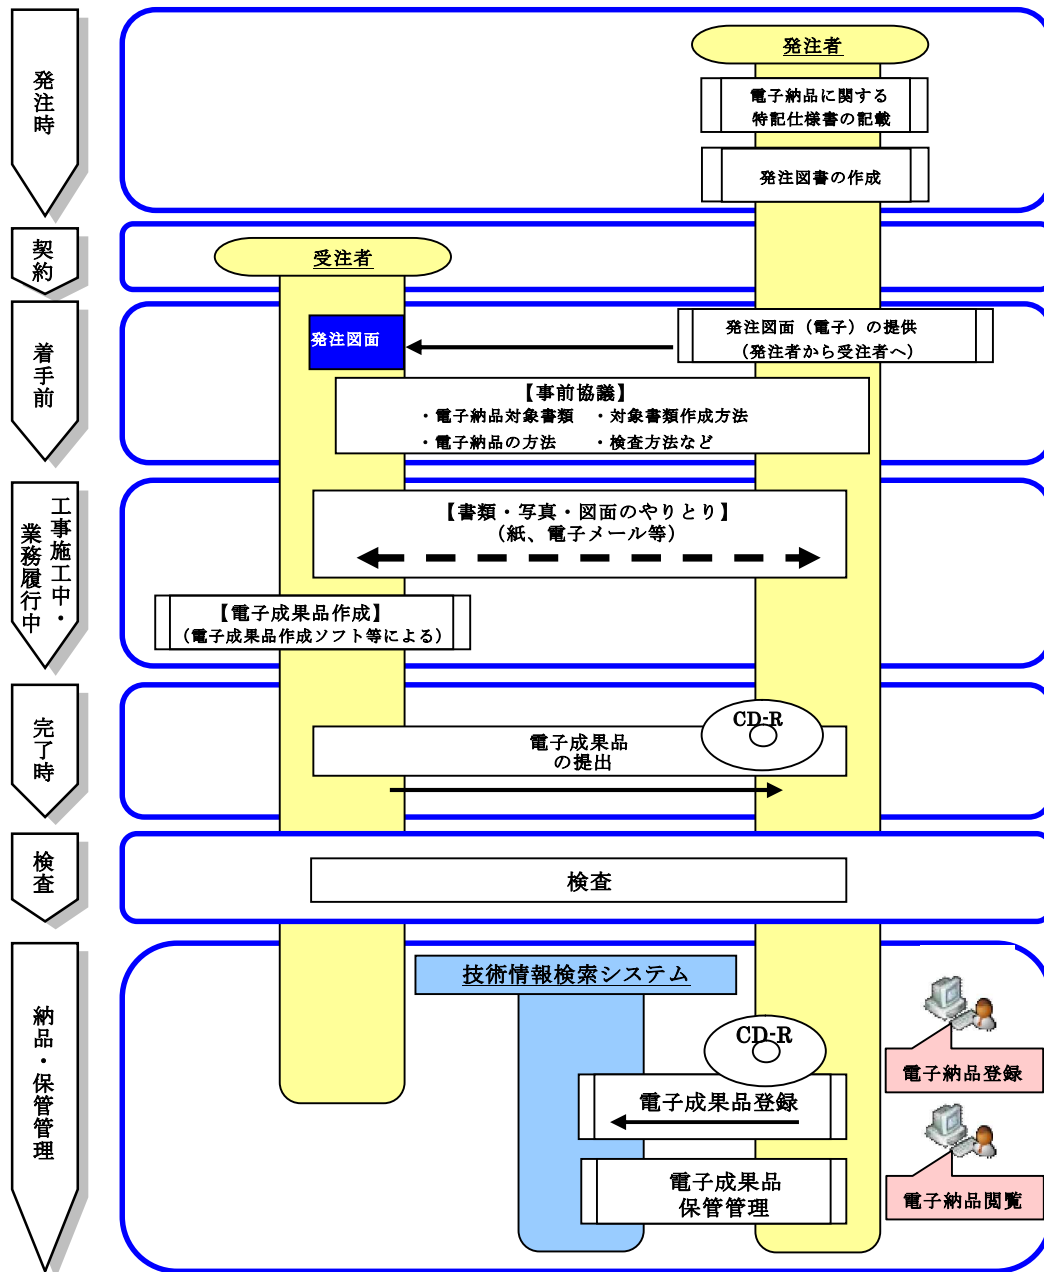 発注時
発注者
電子納品に関する
特記仕様書の記載
発注図書の作成
契約
受注者
着手前
発注図面
発注図面（電子）の提供
（発注者から受注者へ）
【事前協議】
・電子納品対象書類　・対象書類作成方法
・電子納品の方法　・検査方法など
工事施工中・
業務履行中
【書類・写真・図面のやりとり】
（紙、電子メール等）
【電子成果品作成】
（電子成果品作成ソフト等による）
完了時
CD-R
電子成果品
の提出
検査
検査
納品・保管管理
技術情報検索システム
CD-R
電子納品登録
電子成果品登録
電子成果品
保管管理
電子納品閲覧